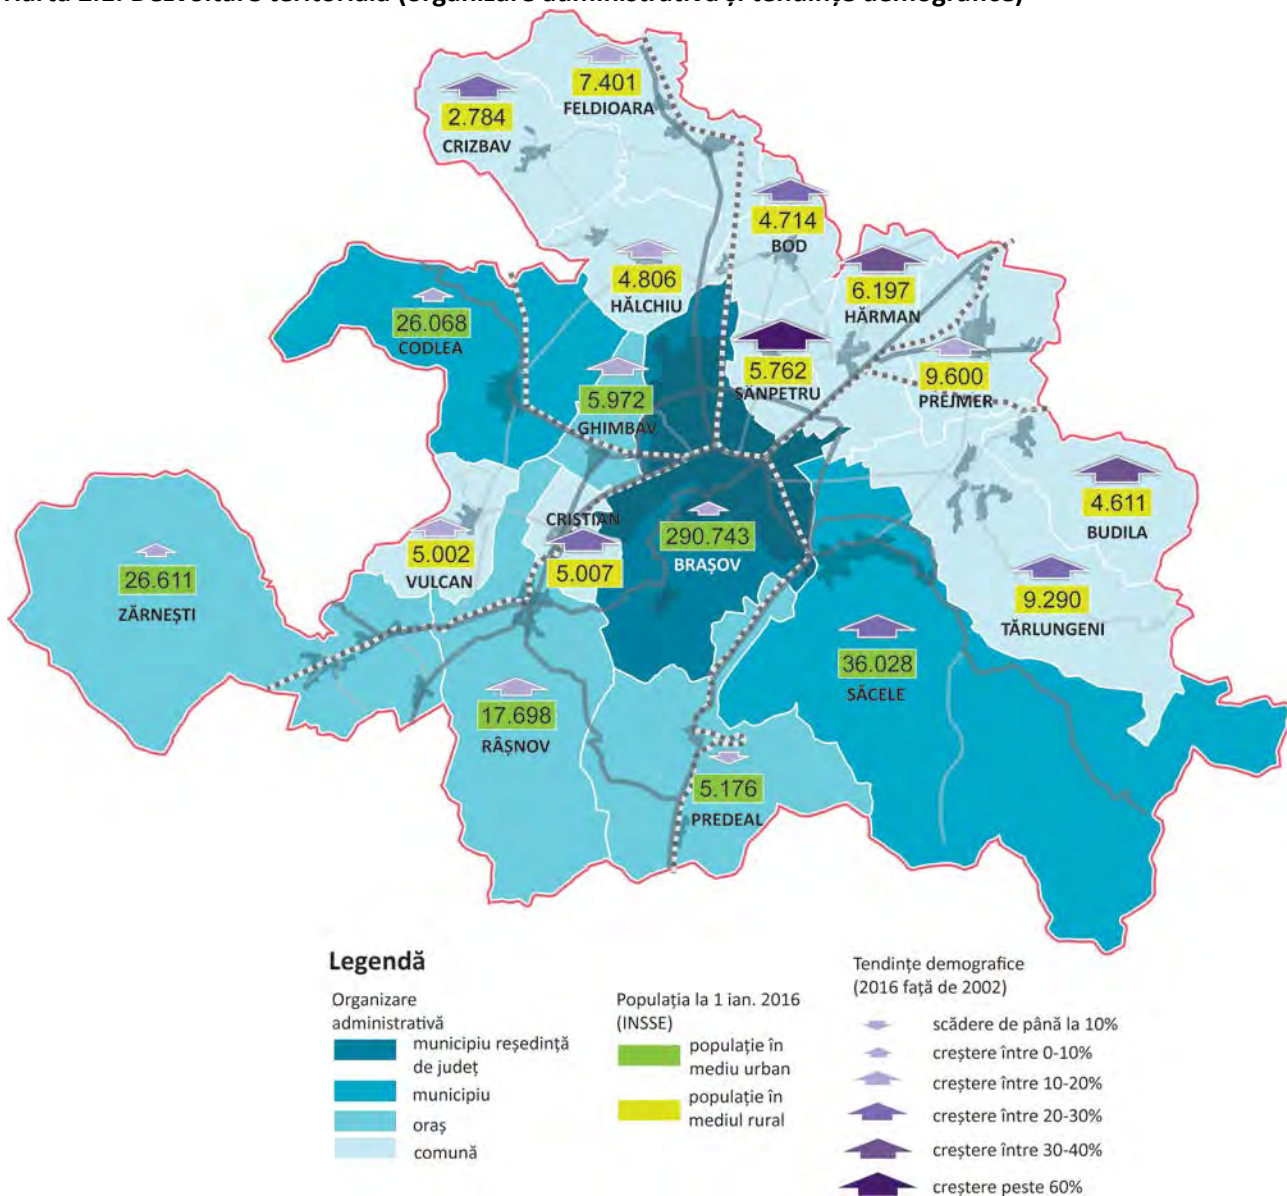 Dezvoltare teritorială (organizare administrativă și tendințe demografice)
7.401
FELDIOARA
2.784
CRIZBAV
4.714
BOD
4.806
HĂLCHIU
6.197
HĂRMAN
26.068
CODLEA
5.762
SÂNPETRU
9.600
PREJMER
5.972
GHIMBAV
4.611
BUDILA
CRISTIAN
5.007
290.743
BRAȘOV
5.002
VULCAN
26.611
ZĂRNEȘTI
9.290
TĂRLUNGENI
36.028
SĂCELE
17.698
RÂȘNOV
5.176
PREDEAL
Legendă
Organizare
administrativă
municipiu reședință
de județ
municipiu
oraș
comună
Populația la 1 ian. 2016
(INSSE)
populație în
mediu urban
populație în
mediul rural
Tendințe demografice
(2016 față de 2002)
scădere de până la 10%
creștere între 0-10%
creștere între 10-20%
creștere între 20-30%
creștere între 30-40%
creștere peste 60%